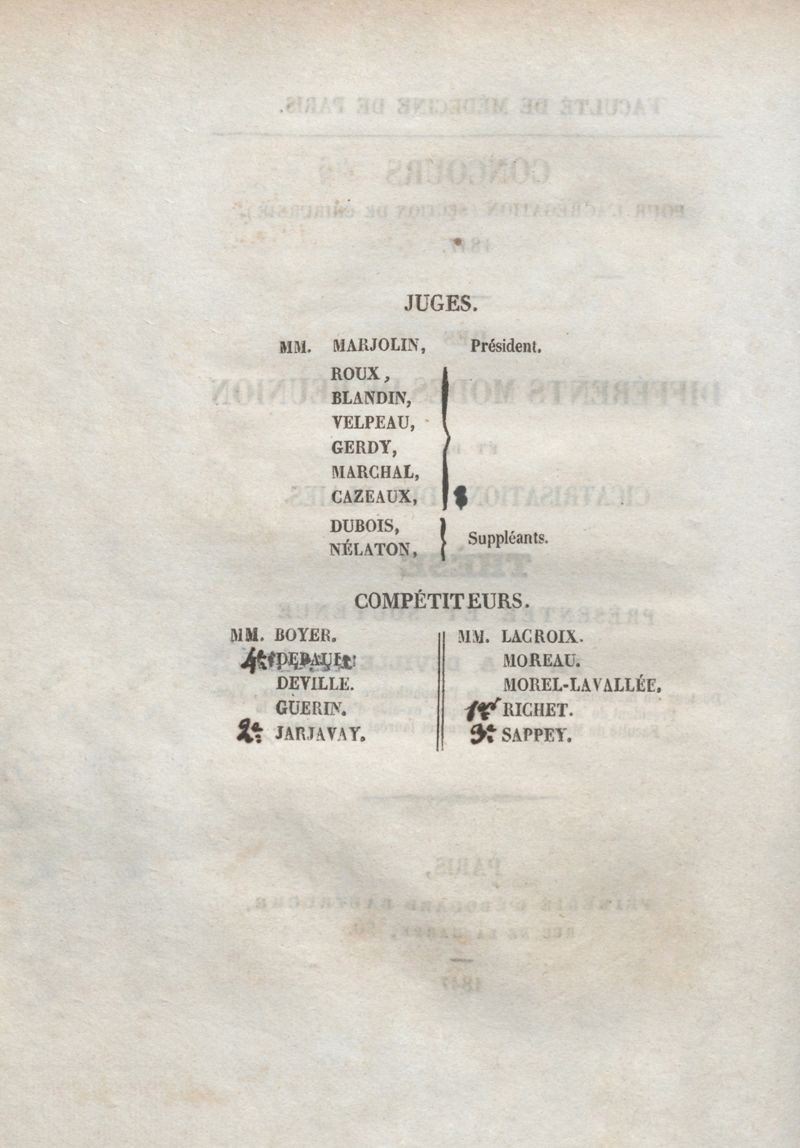 JUGES.
MM. MARJOLIN, Président.
ROUX,
BLANDIN,
VELPEAU,
GERDY,
MARCHAL,
CAZEAUX,
DUBOIS,
NÉLATON,
Suppléants.
COMPÉTITEURS.
MM. BOYER.
4e DEPAUL.
DEVILLE.
GUERIN.
2e JARJAVAY.
MM. LACROIX.
MOREAU.
MOREL-LAVALLÉE.
1er RICHET.
3e SAPPEY.